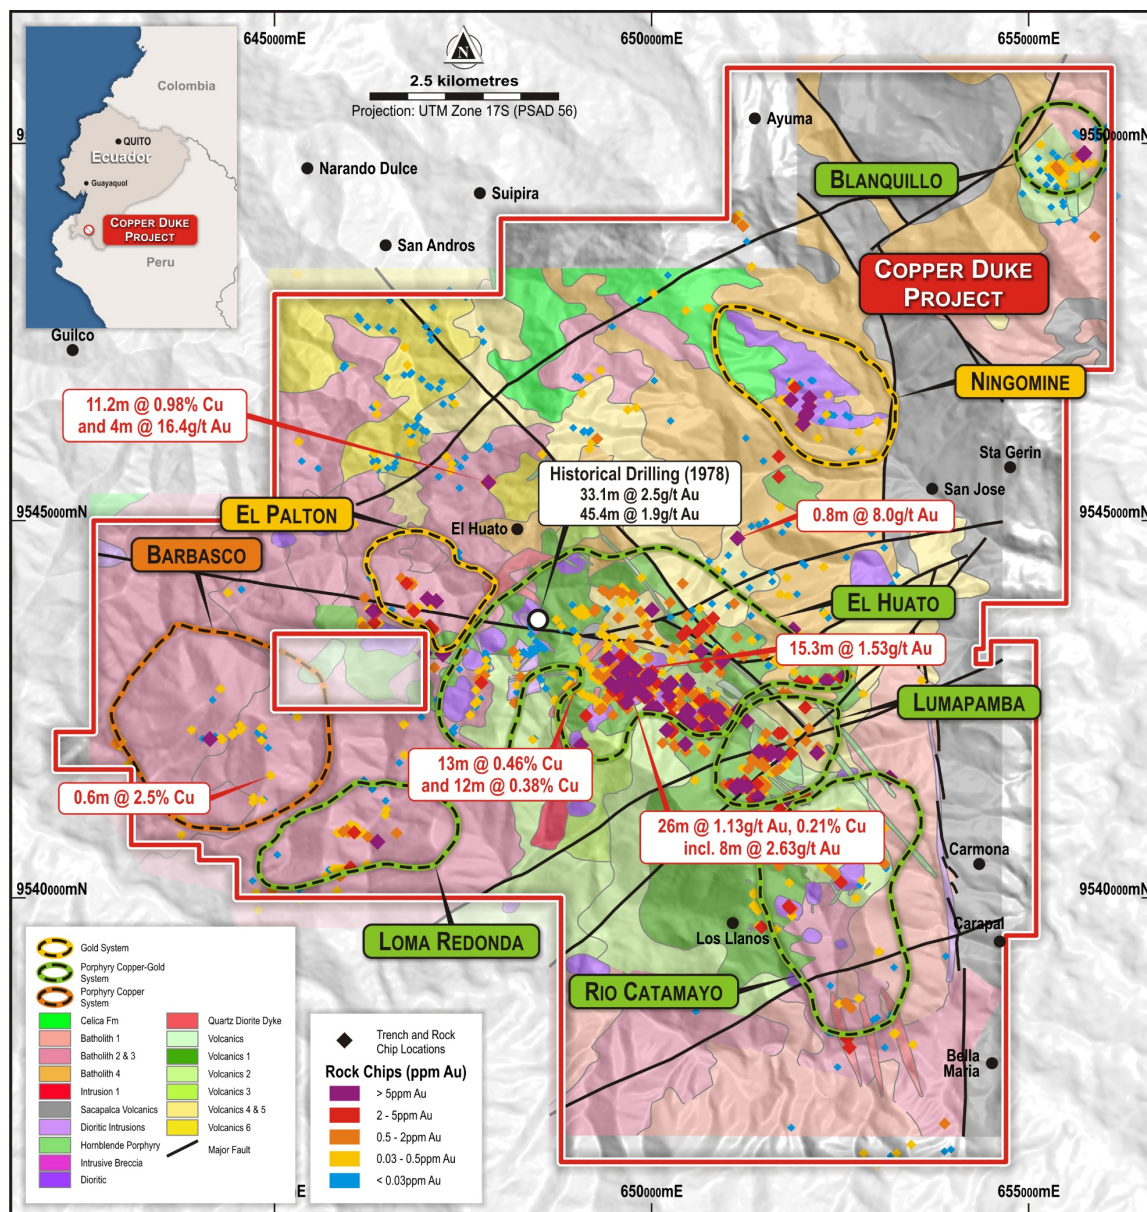 645000mE
650000mE
655000mE
Colombia
QUITO
Ecuador
Guayaquol
COPPER DUKE
PROJECT
Peru
N
2.5 kilometres
Projection: UTM Zone 17S (PSAD 56)
9550000mN
Ayuma
Narando Dulce
Suipira
San Andros
BLANQUILLO
COPPER DUKE
PROJECT
Guilco
NINGOMINE
11.2m @ 0.98% Cu
and 4m @ 16.4g/t Au
Historical Drilling (1978)
33.1m @ 2.5g/t Au
45.4m @ 1.9g/t Au
Sta Gerin
San Jose
0.8m @ 8.0g/t Au
9545000mN
9545000mN
EL PALTON
El Huato
BARBASCO
EL HUATO
15.3m @ 1.53g/t Au
LUMAPAMBA
13m @ 0.46% Cu
and 12m @ 0.38% Cu
0.6m @ 2.5% Cu
26m @ 1.13g/t Au, 0.21% Cu
incl. 8m @ 2.63g/t Au
Carmona
9540000mN
9540000mN
Carapal
LOMA REDONDA
Los Llanos
RIO CATAMAYO
Bella
Maria
Gold System
Porphyry Copper-Gold
System
Porphyry Copper
System
Celica Fm
Batholith 1
Batholith 2 & 3
Batholith 4
Intrusion 1
Sacapalca Volcanics
Dioritic Intrusions
Hornblende Porphyry
Intrusive Breccia
Dioritic
Quartz Diorite Dyke
Volcanics
Volcanics 1
Volcanics 2
Volcanics 3
Volcanics 4 & 5
Volcanics 6
Major Fault
Trench and Rock
Chip Locations
Rock Chips (ppm Au)
> 5ppm Au
2 - 5ppm Au
0.5 - 2ppm Au
0.03 - 0.5ppm Au
< 0.03ppm Au
650000mE
655000mE